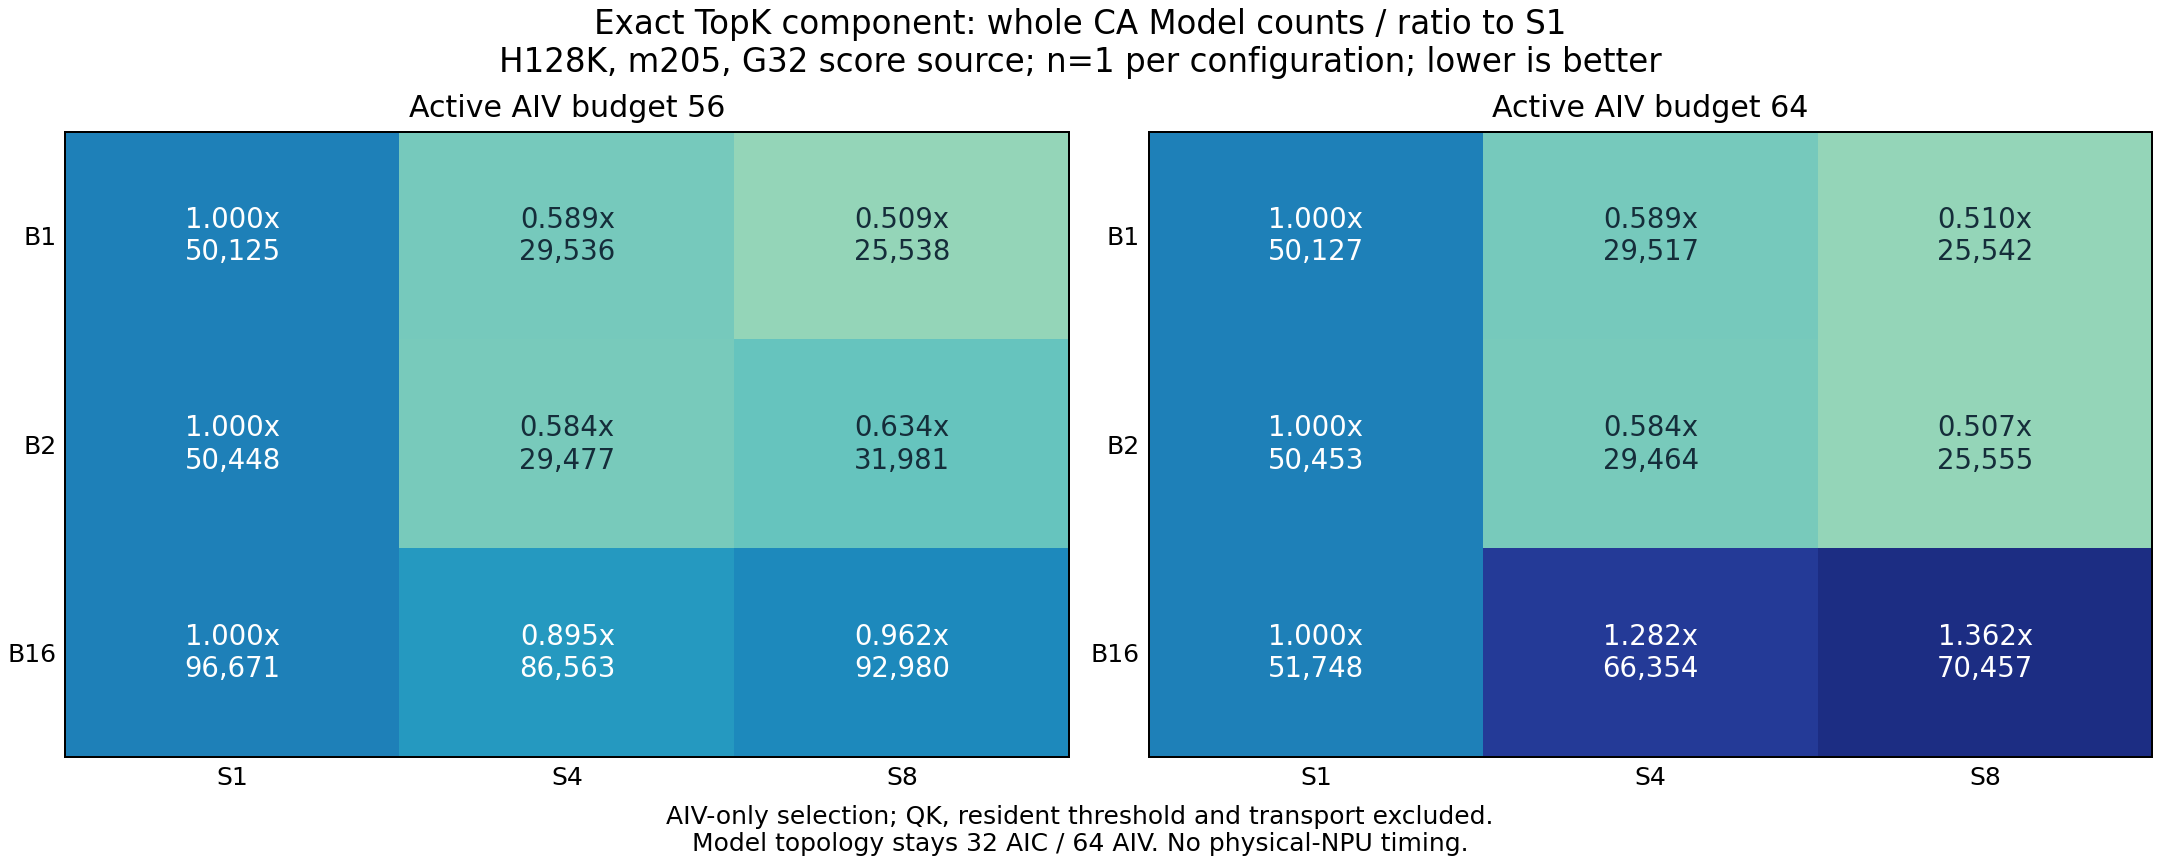 Exact TopK component: whole CA Model counts / ratio to S1
H128K, m205, G32 score source; n=1 per configuration; lower is better
Active AIV budget 56
B1
1.000x
50,125
0.589x
29,536
0.509x
25,538
B2
1.000x
50,448
0.584x
29,477
0.634x
31,981
B16
1.000x
96,671
0.895x
86,563
0.962x
92,980
S1
S4
S8
Active AIV budget 64
B1
1.000x
50,127
0.589x
29,517
0.510x
25,542
B2
1.000x
50,453
0.584x
29,464
0.507x
25,555
B16
1.000x
51,748
1.282x
66,354
1.362x
70,457
S1
S4
S8
AIV-only selection; QK, resident threshold and transport excluded.
Model topology stays 32 AIC / 64 AIV. No physical-NPU timing.